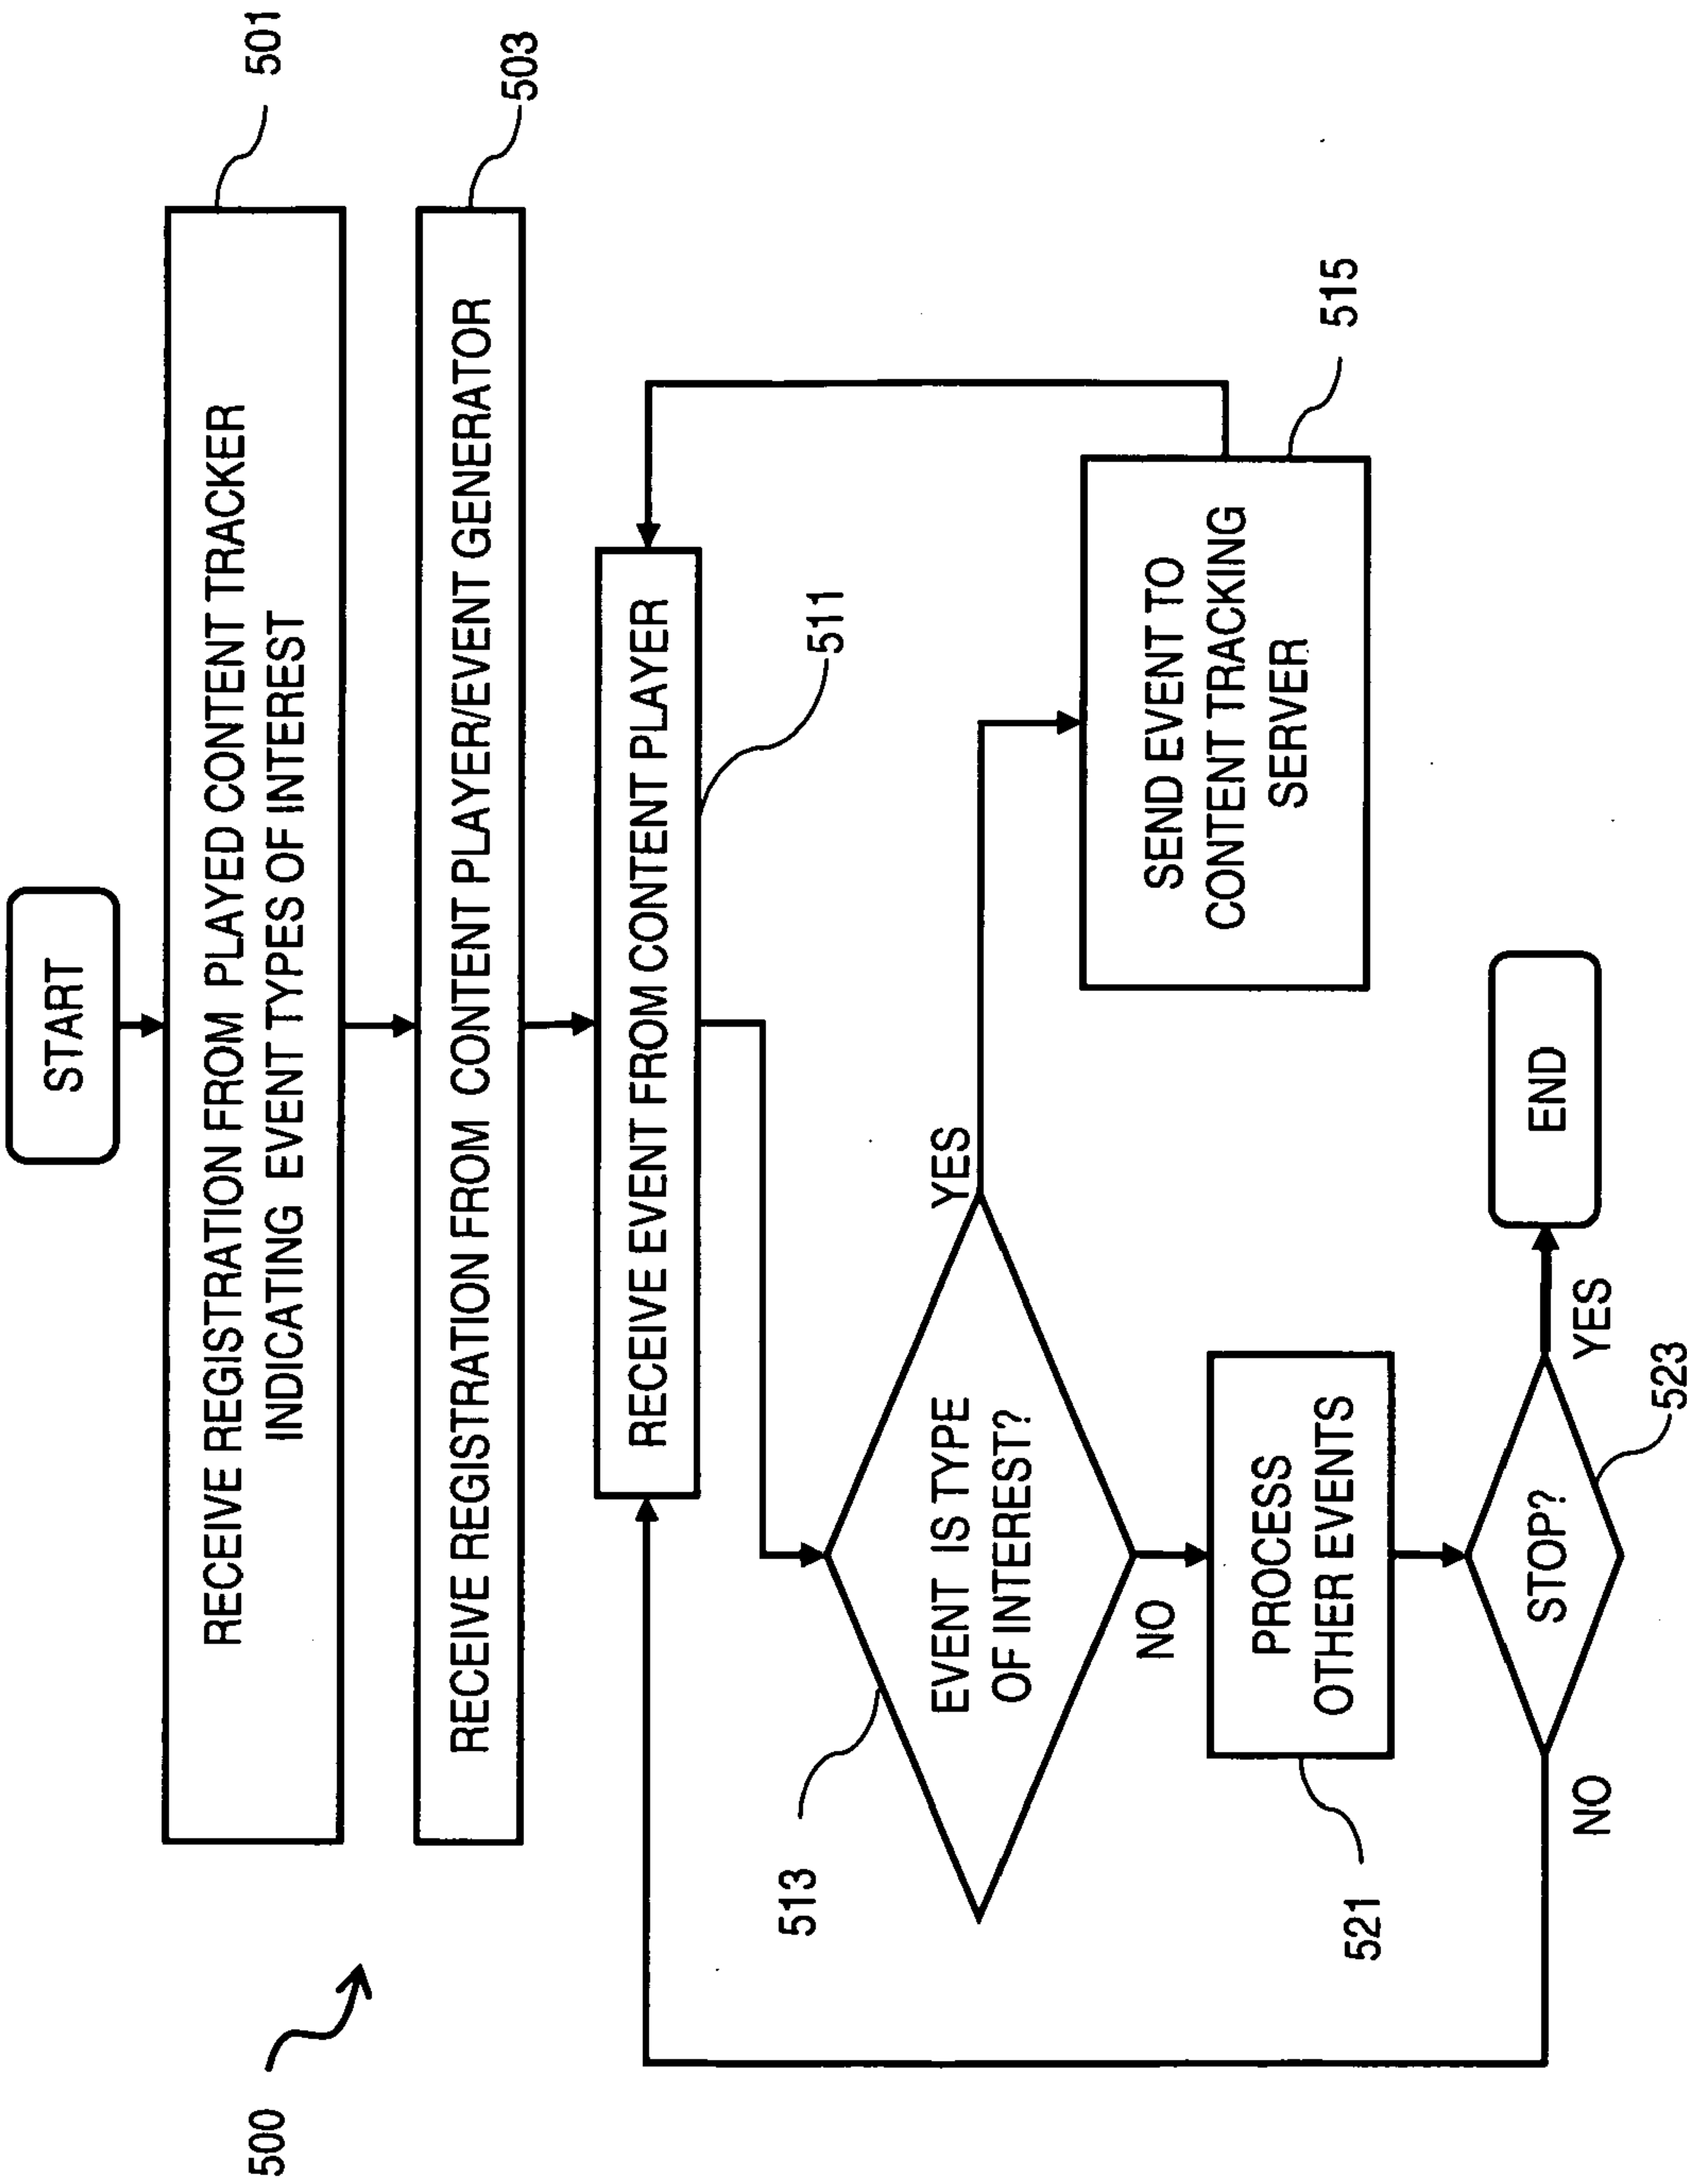 500
START
501
RECEIVE REGISTRATION FROM PLAYED CONTENT TRACKER
INDICATING EVENT TYPES OF INTEREST
503
RECEIVE REGISTRATION FROM CONTENT PLAYER/EVENT GENERATOR
RECEIVE EVENT FROM CONTENT PLAYER
511
513
EVENT IS TYPE
OF INTEREST?
YES
SEND EVENT TO
CONTENT TRACKING
SERVER
515
NO
PROCESS
OTHER EVENTS
521
STOP?
YES
END
NO
523